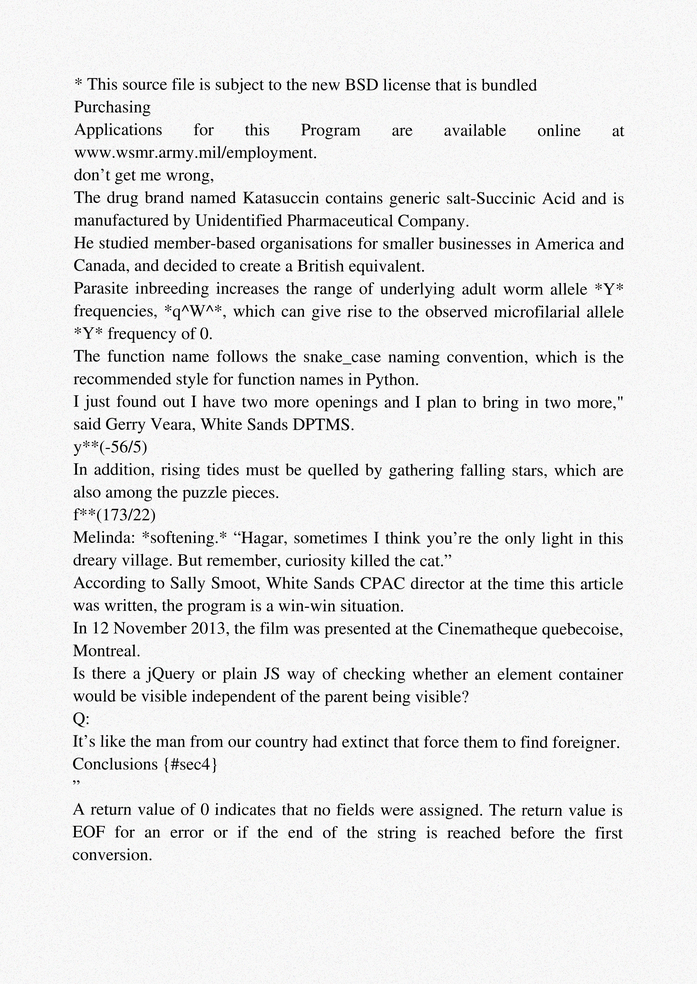 * This source file is subject to the new BSD license that is bundled
Purchasing
Applications for this Program are available online at
www.wsmr.army.mil/employment.
don’t get me wrong,
The drug brand named Katasuccin contains generic salt-Succinic Acid and is
manufactured by Unidentified Pharmaceutical Company.
He studied member-based organisations for smaller businesses in America and
Canada, and decided to create a British equivalent.
Parasite inbreeding increases the range of underlying adult worm allele *Y*
frequencies, *q^W^*, which can give rise to the observed microfilarial allele
*Y* frequency of 0.
The function name follows the snake_case naming convention, which is the
recommended style for function names in Python.
I just found out I have two more openings and I plan to bring in two more,"
said Gerry Veara, White Sands DPTMS.
y**(-56/5)
In addition, rising tides must be quelled by gathering falling stars, which are
also among the puzzle pieces.
f**(173/22)
Melinda: *softening.* “Hagar, sometimes I think you’re the only light in this
dreary village. But remember, curiosity killed the cat.”
According to Sally Smoot, White Sands CPAC director at the time this article
was written, the program is a win-win situation.
In 12 November 2013, the film was presented at the Cinematheque quebecoise,
Montreal.
Is there a jQuery or plain JS way of checking whether an element container
would be visible independent of the parent being visible?
Q:
It’s like the man from our country had extinct that force them to find foreigner.
Conclusions {#sec4}
”
A return value of 0 indicates that no fields were assigned. The return value is
EOF for an error or if the end of the string is reached before the first
conversion.